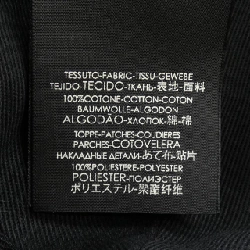 TESSUTO-FABRIC-TISSU-GEWEBE
TEJIDO-TECIDO-ТКАНЬ-表地-面料
100%COTONE-COTTON-COTON
BAUMWOLLE-ALGODON
ALGODÃO-ХЛОПОК-綿-棉
TOPPE-PATCHES-COUDIERES
PARCHES-COTOVELERA
НАКЛАДНЫЕ ДЕТАЛИ-あて布-贴片
100%POLIESTERE-POLYESTER
POLIESTER-ПОЛИЭСТЕР
ポリエステル-聚酯纤维